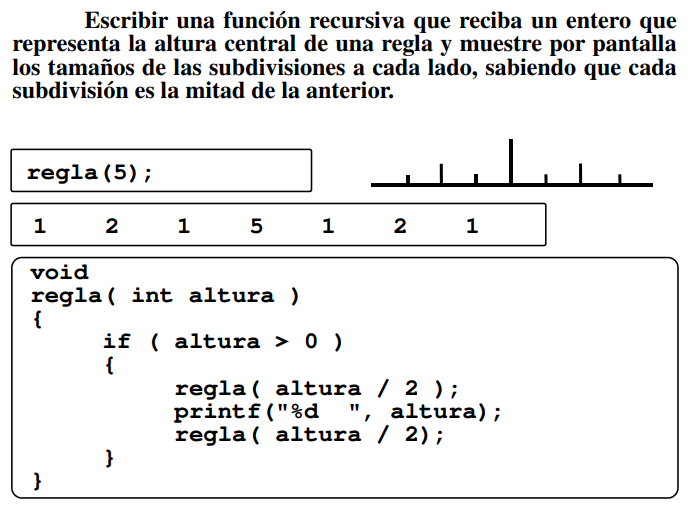 Escribir una función recursiva que reciba un entero que
representa la altura central de una regla y muestre por pantalla
los tamaños de las subdivisiones a cada lado, sabiendo que cada
subdivisión es la mitad de la anterior.
regla(5);
1 2 1 5 1 2 1
void
regla( int altura )
{
if ( altura > 0 )
{
regla( altura / 2 );
printf("%d  ", altura);
regla( altura / 2);
}
}